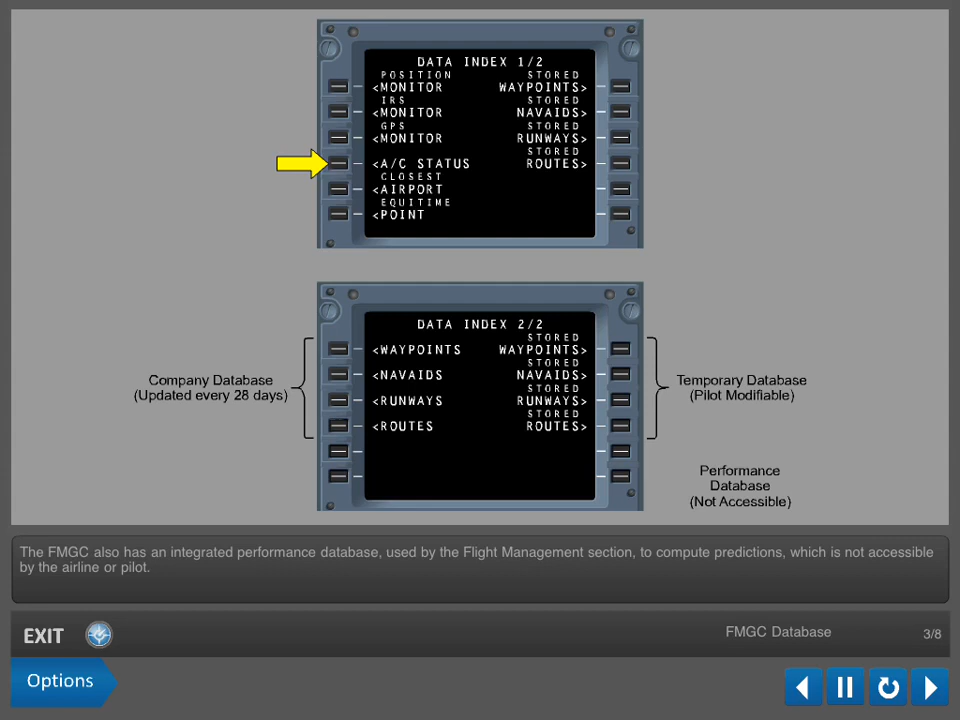 DATA INDEX 1/2
POSITION STORED
<MONITOR WAYPOINTS>
IRS STORED
<MONITOR NAVAIDS>
GPS STORED
<MONITOR RUNWAYS>
STORED
<A/C STATUS ROUTES>
CLOSEST
<AIRPORT
EQUITIME
<POINT
DATA INDEX 2/2
STORED
<WAYPOINTS WAYPOINTS>
STORED
<NAVAIDS NAVAIDS>
STORED
<RUNWAYS RUNWAYS>
STORED
<ROUTES ROUTES>
Company Database
(Updated every 28 days)
Temporary Database
(Pilot Modifiable)
Performance
Database
(Not Accessible)
The FMGC also has an integrated performance database, used by the Flight Management section, to compute predictions, which is not accessible
by the airline or pilot.
EXIT
FMGC Database 3/8
Options